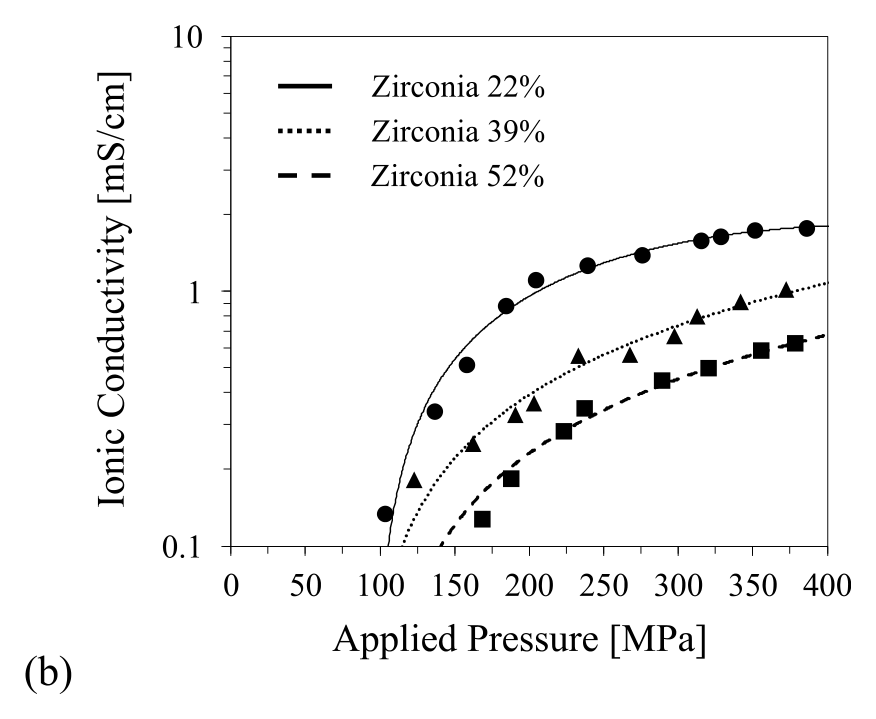 10
1
0.1
Ionic Conductivity [mS/cm]
Zirconia 22%
Zirconia 39%
Zirconia 52%
0 50 100 150 200 250 300 350 400
Applied Pressure [MPa]
(b)